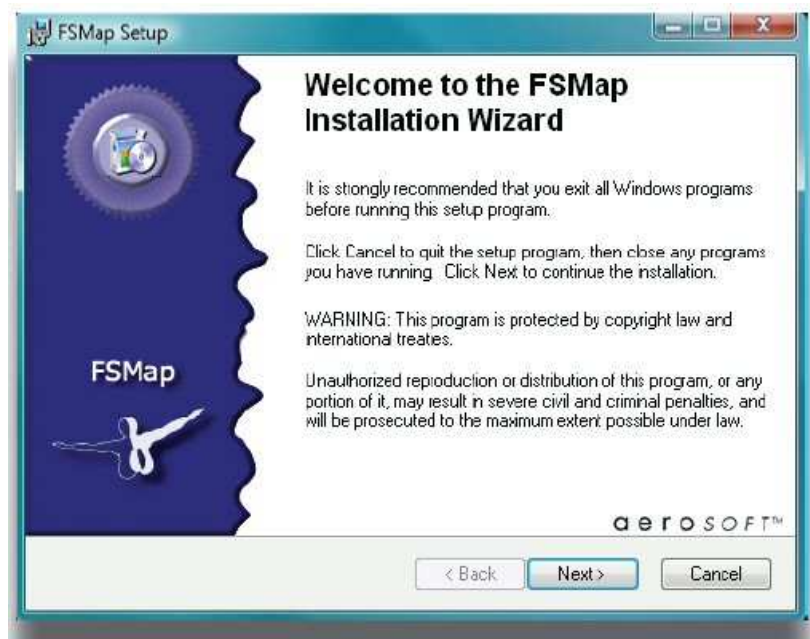 FSMap Setup
Welcome to the FSMap
Installation Wizard
It is strongly recommended that you exit all Windows programs
before running this setup program.
Click Cancel to quit the setup program, then close any programs
you have running. Click Next to continue the installation.
WARNING: This program is protected by copyright law and
international treaties.
Unauthorized reproduction or distribution of this program, or any
portion of it, may result in severe civil and criminal penalties, and
will be prosecuted to the maximum extent possible under law.
FSMap
aerosoft™
< Back
Next >
Cancel